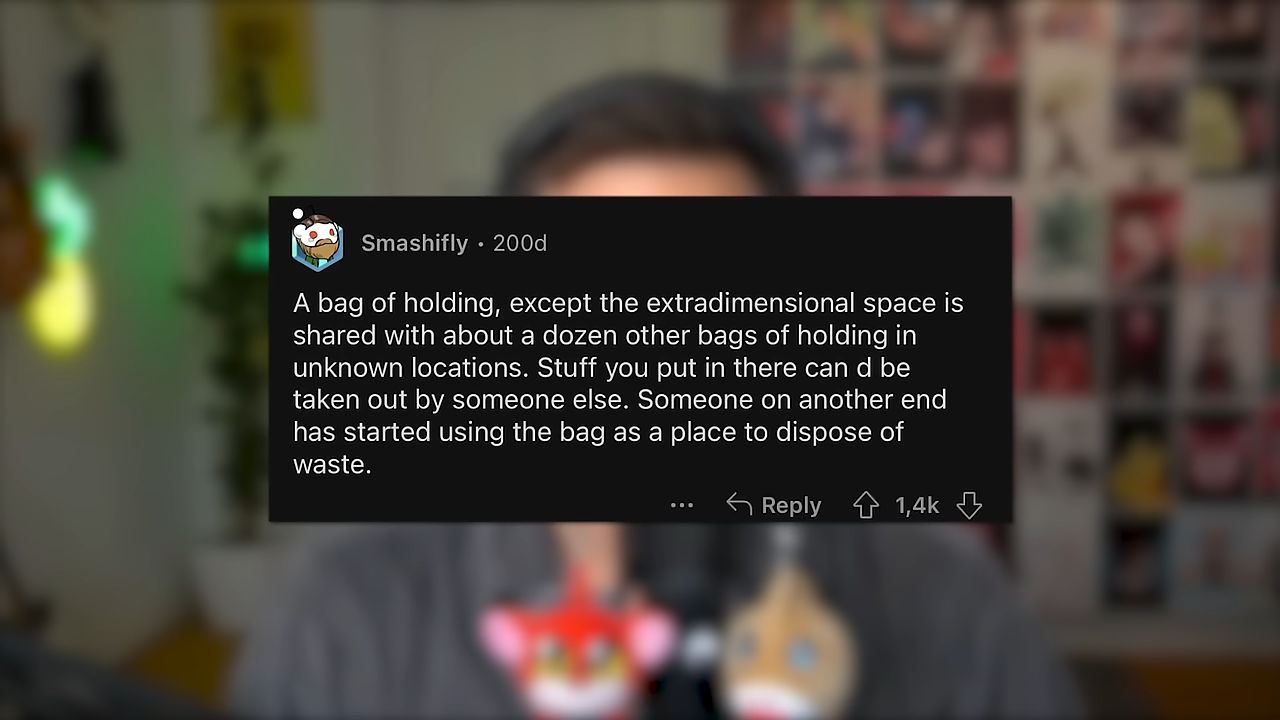 Smashifly • 200d
A bag of holding, except the extradimensional space is
shared with about a dozen other bags of holding in
unknown locations. Stuff you put in there can d be
taken out by someone else. Someone on another end
has started using the bag as a place to dispose of
waste.
... Reply 1,4k